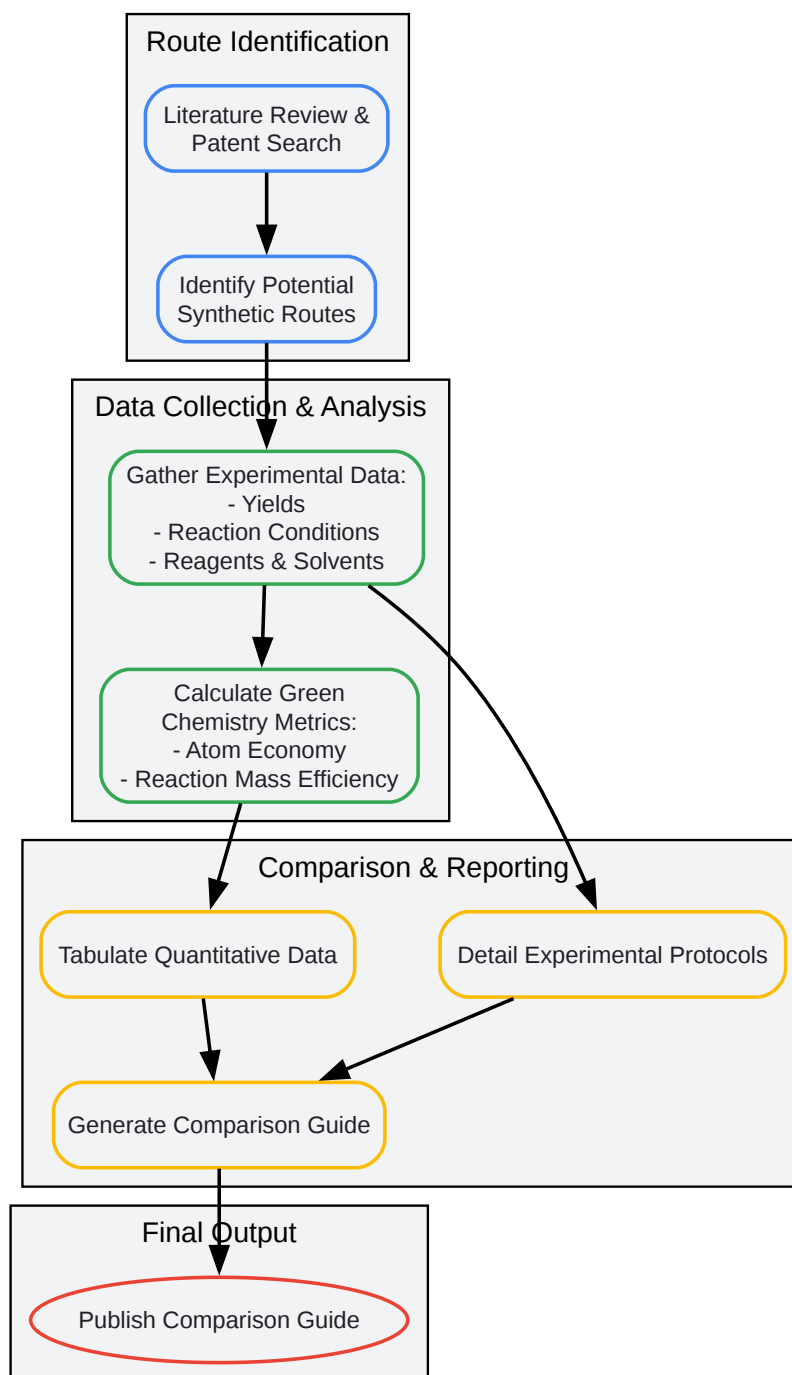 Route Identification
Literature Review &
Patent Search
Identify Potential
Synthetic Routes
Data Collection & Analysis
Gather Experimental Data:
- Yields
- Reaction Conditions
- Reagents & Solvents
Calculate Green
Chemistry Metrics:
- Atom Economy
- Reaction Mass Efficiency
Comparison & Reporting
Tabulate Quantitative Data
Detail Experimental Protocols
Generate Comparison Guide
Final Output
Publish Comparison Guide